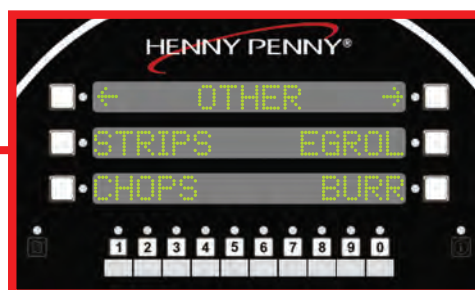 HENNY PENNY®
← OTHER →
STRIPS EGROL
CHOPS BURR
1 2 3 4 5 6 7 8 9 0